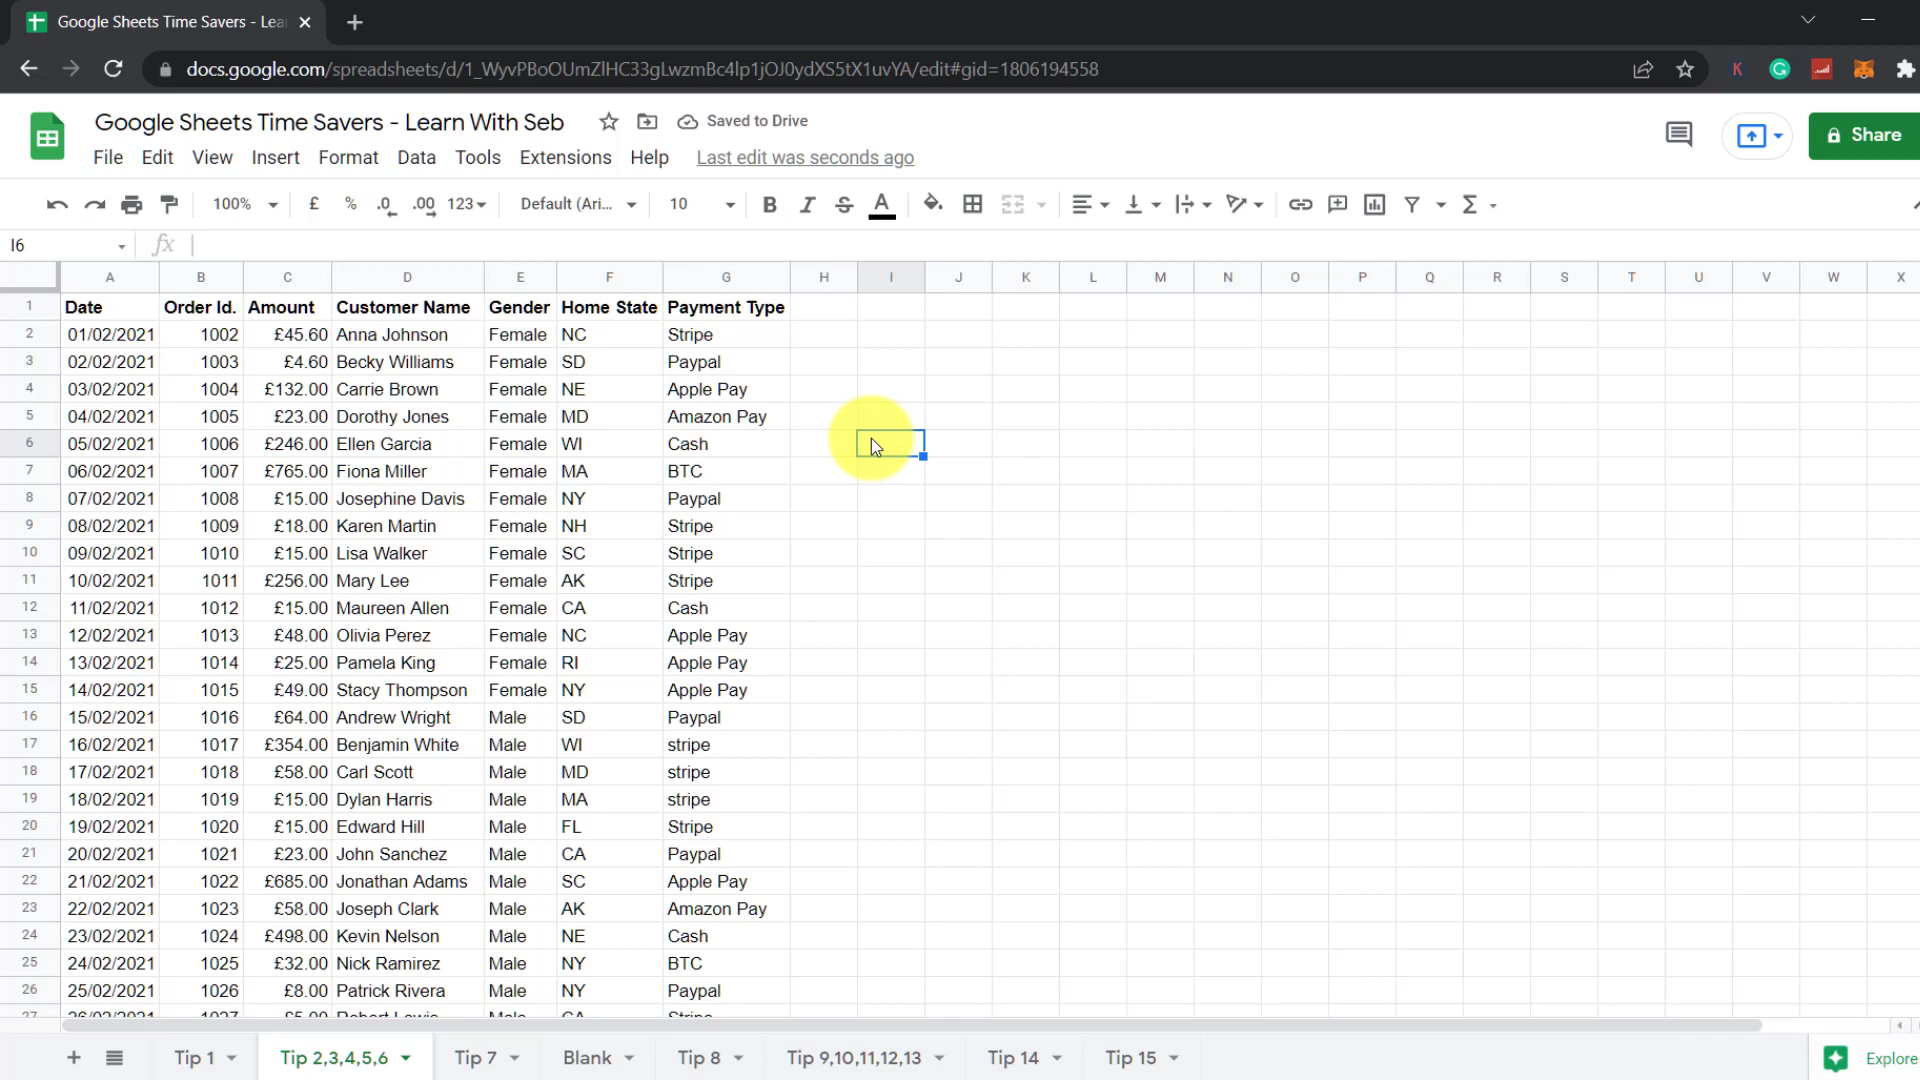 Google Sheets Time Savers - Lea
docs.google.com/spreadsheets/d/1_WyvPBoOUmZlHC33gLwzmBc4lp1jOJ0ydXS5tX1uvYA/edit#gid=1806194558
Google Sheets Time Savers - Learn With Seb Saved to Drive
Share
File Edit View Insert Format Data Tools Extensions Help Last edit was seconds ago
100% £ % .0 .00 123 Default (Ari... 10 B I S A
I6 fx
A B C D E F G H I J K L M N O P Q R S T U V W X
1 Date Order Id. Amount Customer Name Gender Home State Payment Type
2 01/02/2021 1002 £45.60 Anna Johnson Female NC Stripe
3 02/02/2021 1003 £4.60 Becky Williams Female SD Paypal
4 03/02/2021 1004 £132.00 Carrie Brown Female NE Apple Pay
5 04/02/2021 1005 £23.00 Dorothy Jones Female MD Amazon Pay
6 05/02/2021 1006 £246.00 Ellen Garcia Female WI Cash
7 06/02/2021 1007 £765.00 Fiona Miller Female MA BTC
8 07/02/2021 1008 £15.00 Josephine Davis Female NY Paypal
9 08/02/2021 1009 £18.00 Karen Martin Female NH Stripe
10 09/02/2021 1010 £15.00 Lisa Walker Female SC Stripe
11 10/02/2021 1011 £256.00 Mary Lee Female AK Stripe
12 11/02/2021 1012 £15.00 Maureen Allen Female CA Cash
13 12/02/2021 1013 £48.00 Olivia Perez Female NC Apple Pay
14 13/02/2021 1014 £25.00 Pamela King Female RI Apple Pay
15 14/02/2021 1015 £49.00 Stacy Thompson Female NY Apple Pay
16 15/02/2021 1016 £64.00 Andrew Wright Male SD Paypal
17 16/02/2021 1017 £354.00 Benjamin White Male WI stripe
18 17/02/2021 1018 £58.00 Carl Scott Male MD stripe
19 18/02/2021 1019 £15.00 Dylan Harris Male MA stripe
20 19/02/2021 1020 £15.00 Edward Hill Male FL Stripe
21 20/02/2021 1021 £23.00 John Sanchez Male CA Paypal
22 21/02/2021 1022 £685.00 Jonathan Adams Male SC Apple Pay
23 22/02/2021 1023 £58.00 Joseph Clark Male AK Amazon Pay
24 23/02/2021 1024 £498.00 Kevin Nelson Male NE Cash
25 24/02/2021 1025 £32.00 Nick Ramirez Male NY BTC
26 25/02/2021 1026 £8.00 Patrick Rivera Male NY Paypal
27 26/02/2021 1027 £5.00 Robert Lewis Male CA Stripe
Tip 1 Tip 2,3,4,5,6 Tip 7 Blank Tip 8 Tip 9,10,11,12,13 Tip 14 Tip 15 Explore